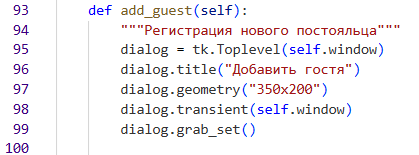 93 def add_guest(self):
94 """Регистрация нового постояльца"""
95 dialog = tk.Toplevel(self.window)
96 dialog.title("Добавить гостя")
97 dialog.geometry("350x200")
98 dialog.transient(self.window)
99 dialog.grab_set()
100